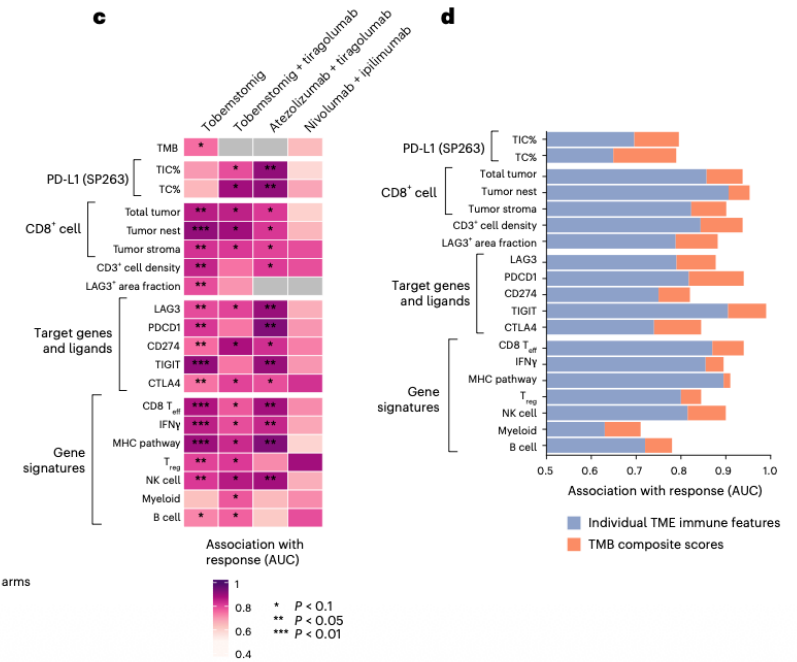 c
Tobemstomig
Tobemstomig + tiragolumab
Atezolizumab + tiragolumab
Nivolumab + ipilimumab
TMB *
PD-L1 (SP263)
TIC% * **
TC% * **
CD8+ cell
Total tumor ** * *
Tumor nest *** * *
Tumor stroma ** * *
CD3+ cell density ** *
LAG3+ area fraction **
Target genes
and ligands
LAG3 ** * **
PDCD1 ** **
CD274 ** * *
TIGIT *** **
CTLA4 ** * *
Gene
signatures
CD8 Teff *** * **
IFNγ *** * **
MHC pathway *** * **
Treg ** *
NK cell ** * **
Myeloid *
B cell * *
Association with
response (AUC)
1
0.8
0.6
0.4
* P < 0.1
** P < 0.05
*** P < 0.01
arms
d
PD-L1 (SP263)
TIC%
TC%
CD8+ cell
Total tumor
Tumor nest
Tumor stroma
CD3+ cell density
LAG3+ area fraction
Target genes
and ligands
LAG3
PDCD1
CD274
TIGIT
CTLA4
Gene
signatures
CD8 Teff
IFNγ
MHC pathway
Treg
NK cell
Myeloid
B cell
0.5 0.6 0.7 0.8 0.9 1.0
Association with response (AUC)
Individual TME immune features
TMB composite scores